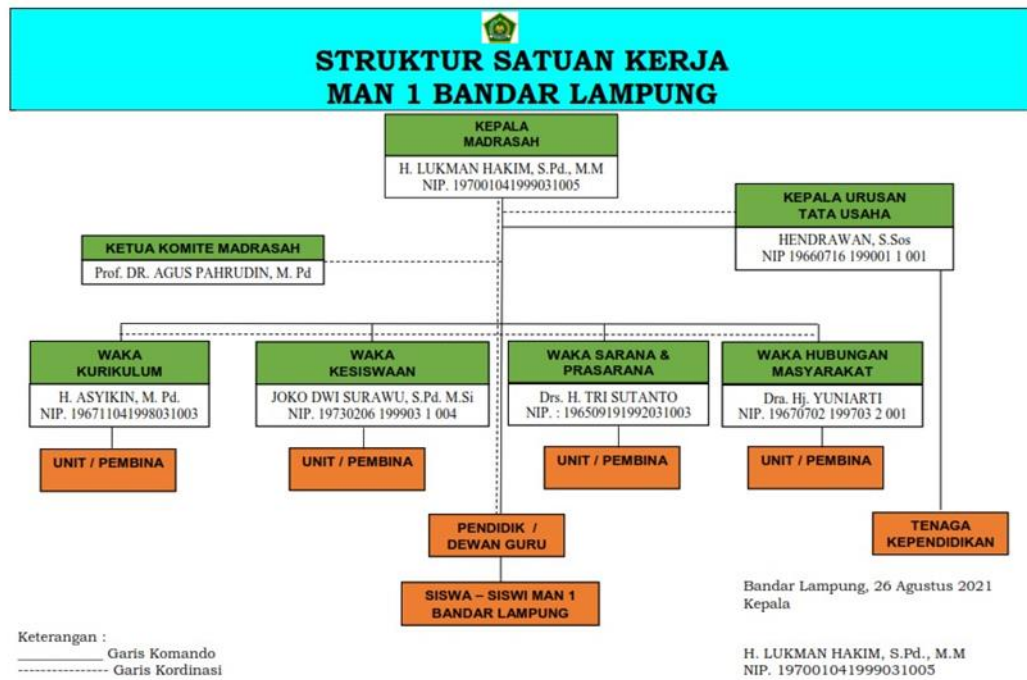 STRUKTUR SATUAN KERJA
MAN 1 BANDAR LAMPUNG
KEPALA
MADRASAH
H. LUKMAN HAKIM, S.Pd., M.M
NIP. 197001041999031005
KEPALA URUSAN
TATA USAHA
HENDRAWAN, S.Sos
NIP 19660716 199001 1 001
KETUA KOMITE MADRASAH
Prof. DR. AGUS PAHRUDIN, M. Pd
WAKA
KURIKULUM
H. ASYIKIN, M. Pd.
NIP. 196711041998031003
WAKA
KESISWAAN
JOKO DWI SURAWU, S.Pd. M.Si
NIP. 19730206 199903 1 004
WAKA SARANA &
PRASARANA
Drs. H. TRI SUTANTO
NIP. : 196509191992031003
WAKA HUBUNGAN
MASYARAKAT
Dra. Hj. YUNIARTI
NIP. 19670702 199703 2 001
UNIT / PEMBINA
UNIT / PEMBINA
UNIT / PEMBINA
UNIT / PEMBINA
PENDIDIK /
DEWAN GURU
TENAGA
KEPENDIDIKAN
SISWA – SISWI MAN 1
BANDAR LAMPUNG
Bandar Lampung, 26 Agustus 2021
Kepala
H. LUKMAN HAKIM, S.Pd., M.M
NIP. 197001041999031005
Keterangan :
____________ Garis Komando
---------------- Garis Kordinasi